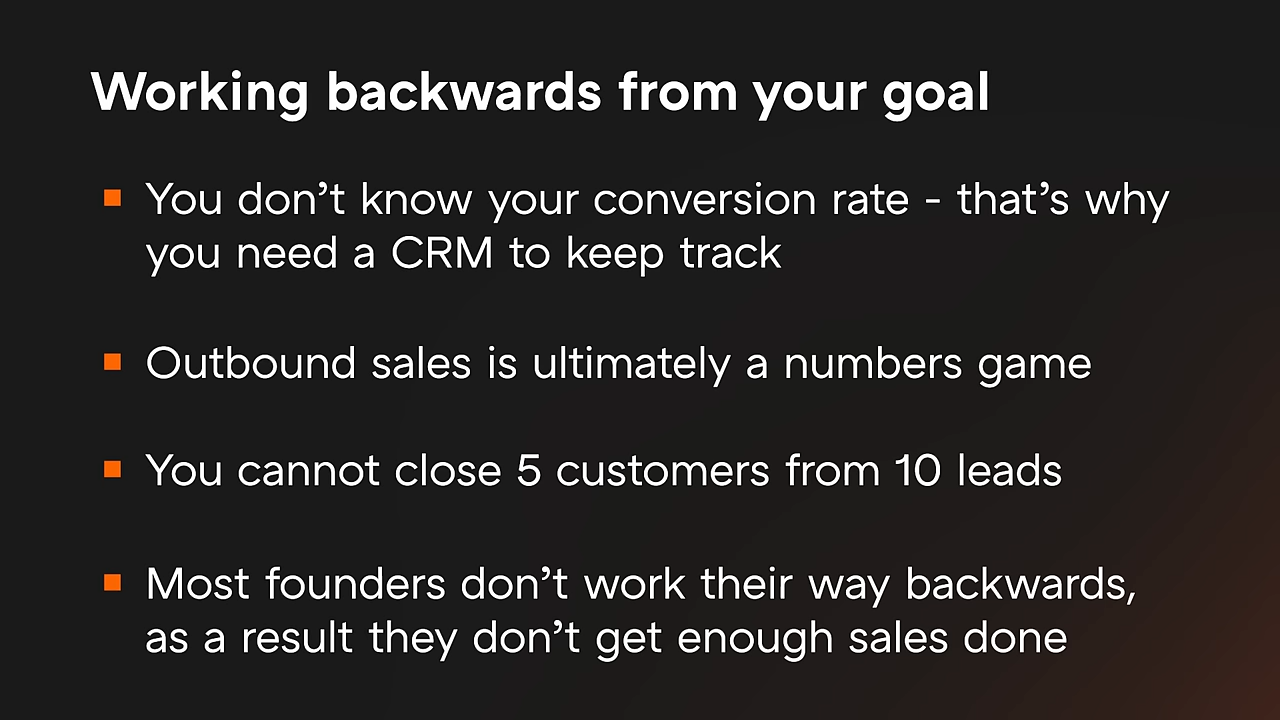 Working backwards from your goal
You don’t know your conversion rate - that’s why
you need a CRM to keep track
Outbound sales is ultimately a numbers game
You cannot close 5 customers from 10 leads
Most founders don’t work their way backwards,
as a result they don’t get enough sales done